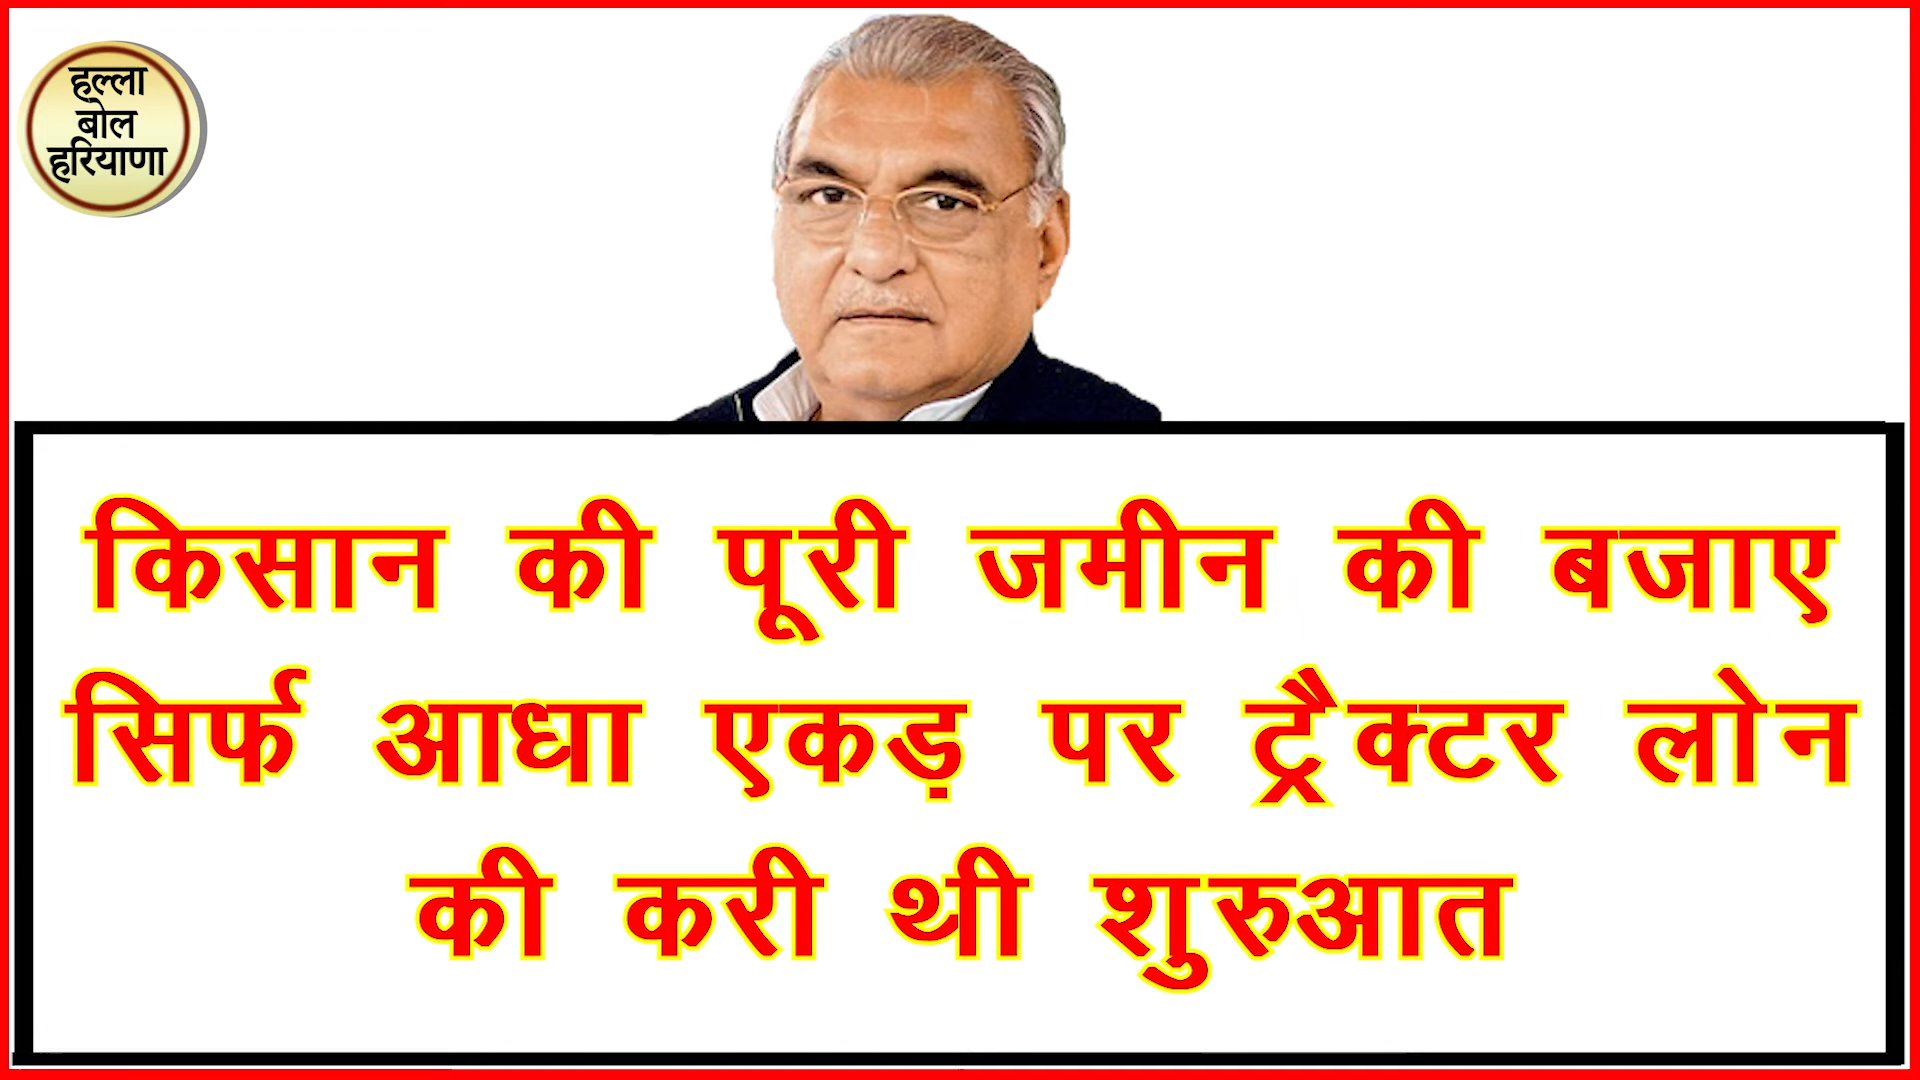 हल्ला
बोल
हरियाणा
किसान की पूरी जमीन की बजाए
सिर्फ आधा एकड़ पर ट्रैक्टर लोन
की करी थी शुरुआत